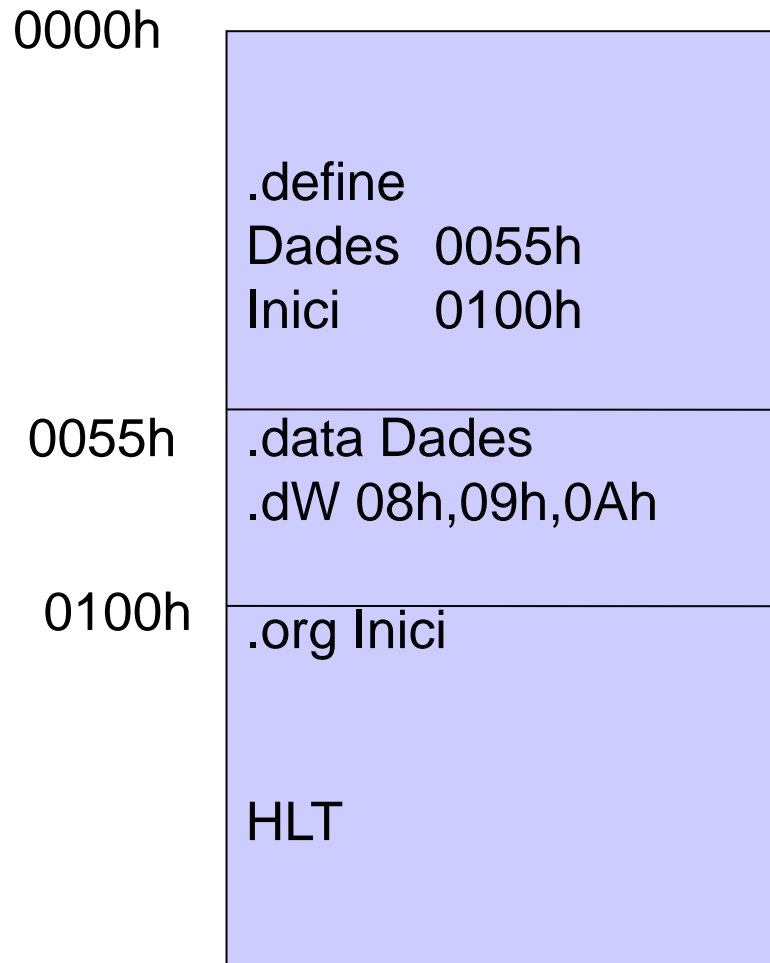 0000h
.define
Dades 0055h
Inici 0100h
0055h
.data Dades
.dW 08h,09h,0Ah
0100h
.org Inici
HLT